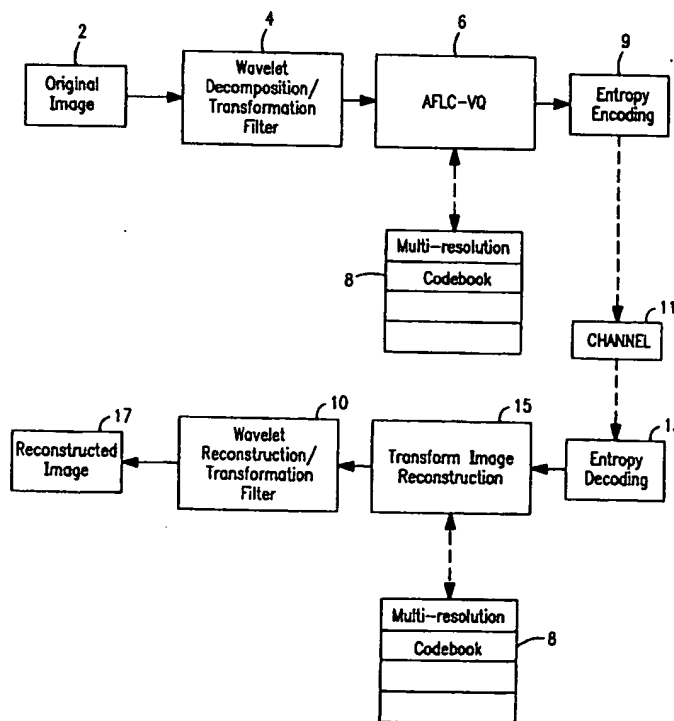 2
Original
Image
4
Wavelet
Decomposition/
Transformation
Filter
6
AFLC-VQ
9
Entropy
Encoding
Multi-resolution
Codebook
8
11
CHANNEL
17
Reconstructed
Image
10
Wavelet
Reconstruction/
Transformation
Filter
15
Transform Image
Reconstruction
Entropy
Decoding
Multi-resolution
Codebook
8